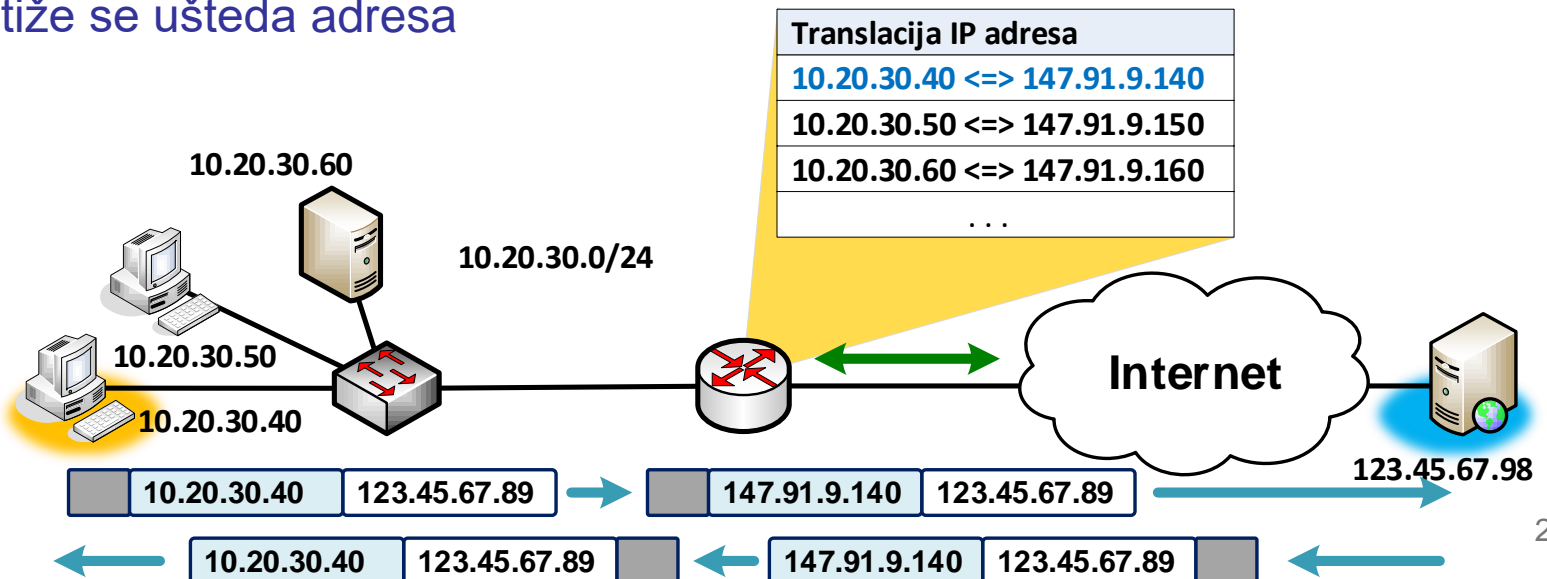 tiže se ušteda adresa
Translacija IP adresa
10.20.30.40 <=> 147.91.9.140
10.20.30.50 <=> 147.91.9.150
10.20.30.60 <=> 147.91.9.160
. . .
10.20.30.60
10.20.30.0/24
10.20.30.50
10.20.30.40
Internet
123.45.67.98
10.20.30.40 123.45.67.89 147.91.9.140 123.45.67.89
10.20.30.40 123.45.67.89 147.91.9.140 123.45.67.89
2